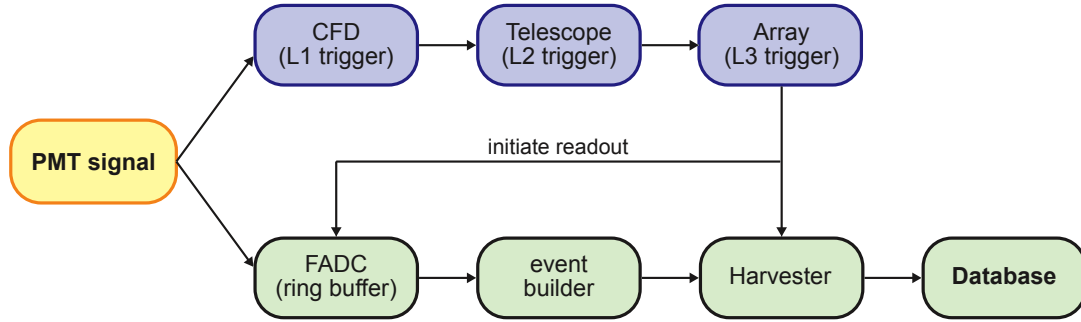 CFD
(L1 trigger)
Telescope
(L2 trigger)
Array
(L3 trigger)
PMT signal
initiate readout
FADC
(ring buffer)
event
builder
Harvester
Database